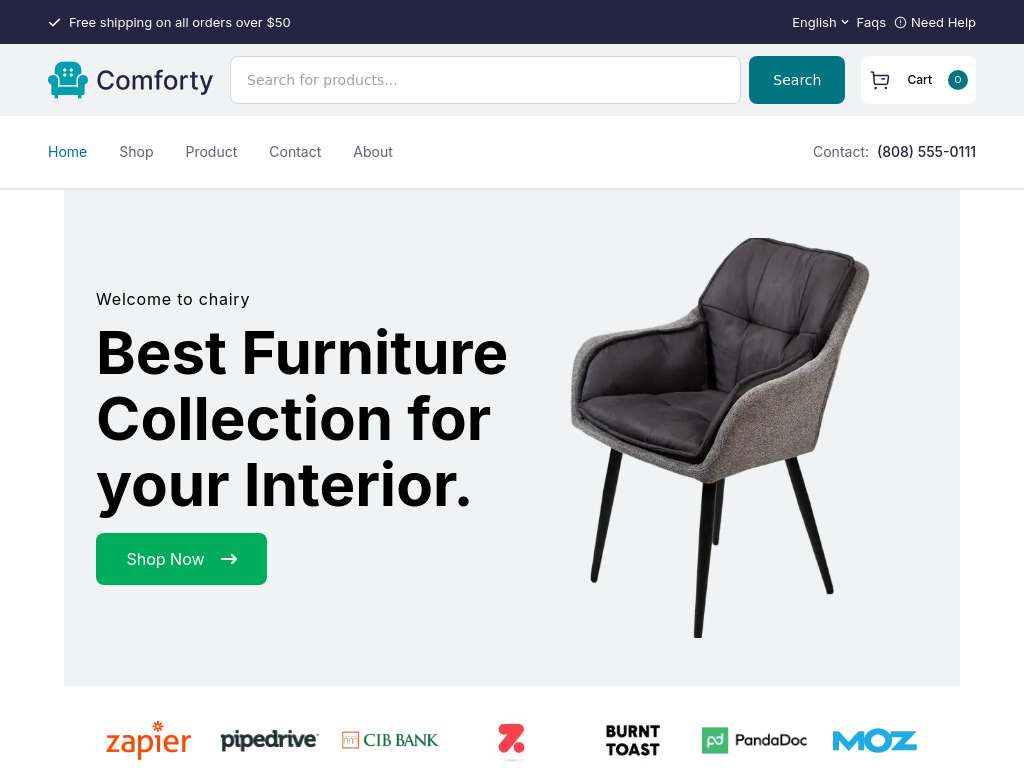 Free shipping on all orders over $50
English Faqs Need Help
Comforty
Search for products...
Search
Cart 0
Home Shop Product Contact About
Contact: (808) 555-0111
Welcome to chairy
Best Furniture
Collection for
your Interior.
Shop Now
zapier
pipedrive
CIB BANK
BURNT
TOAST
pd PandaDoc
MOZ